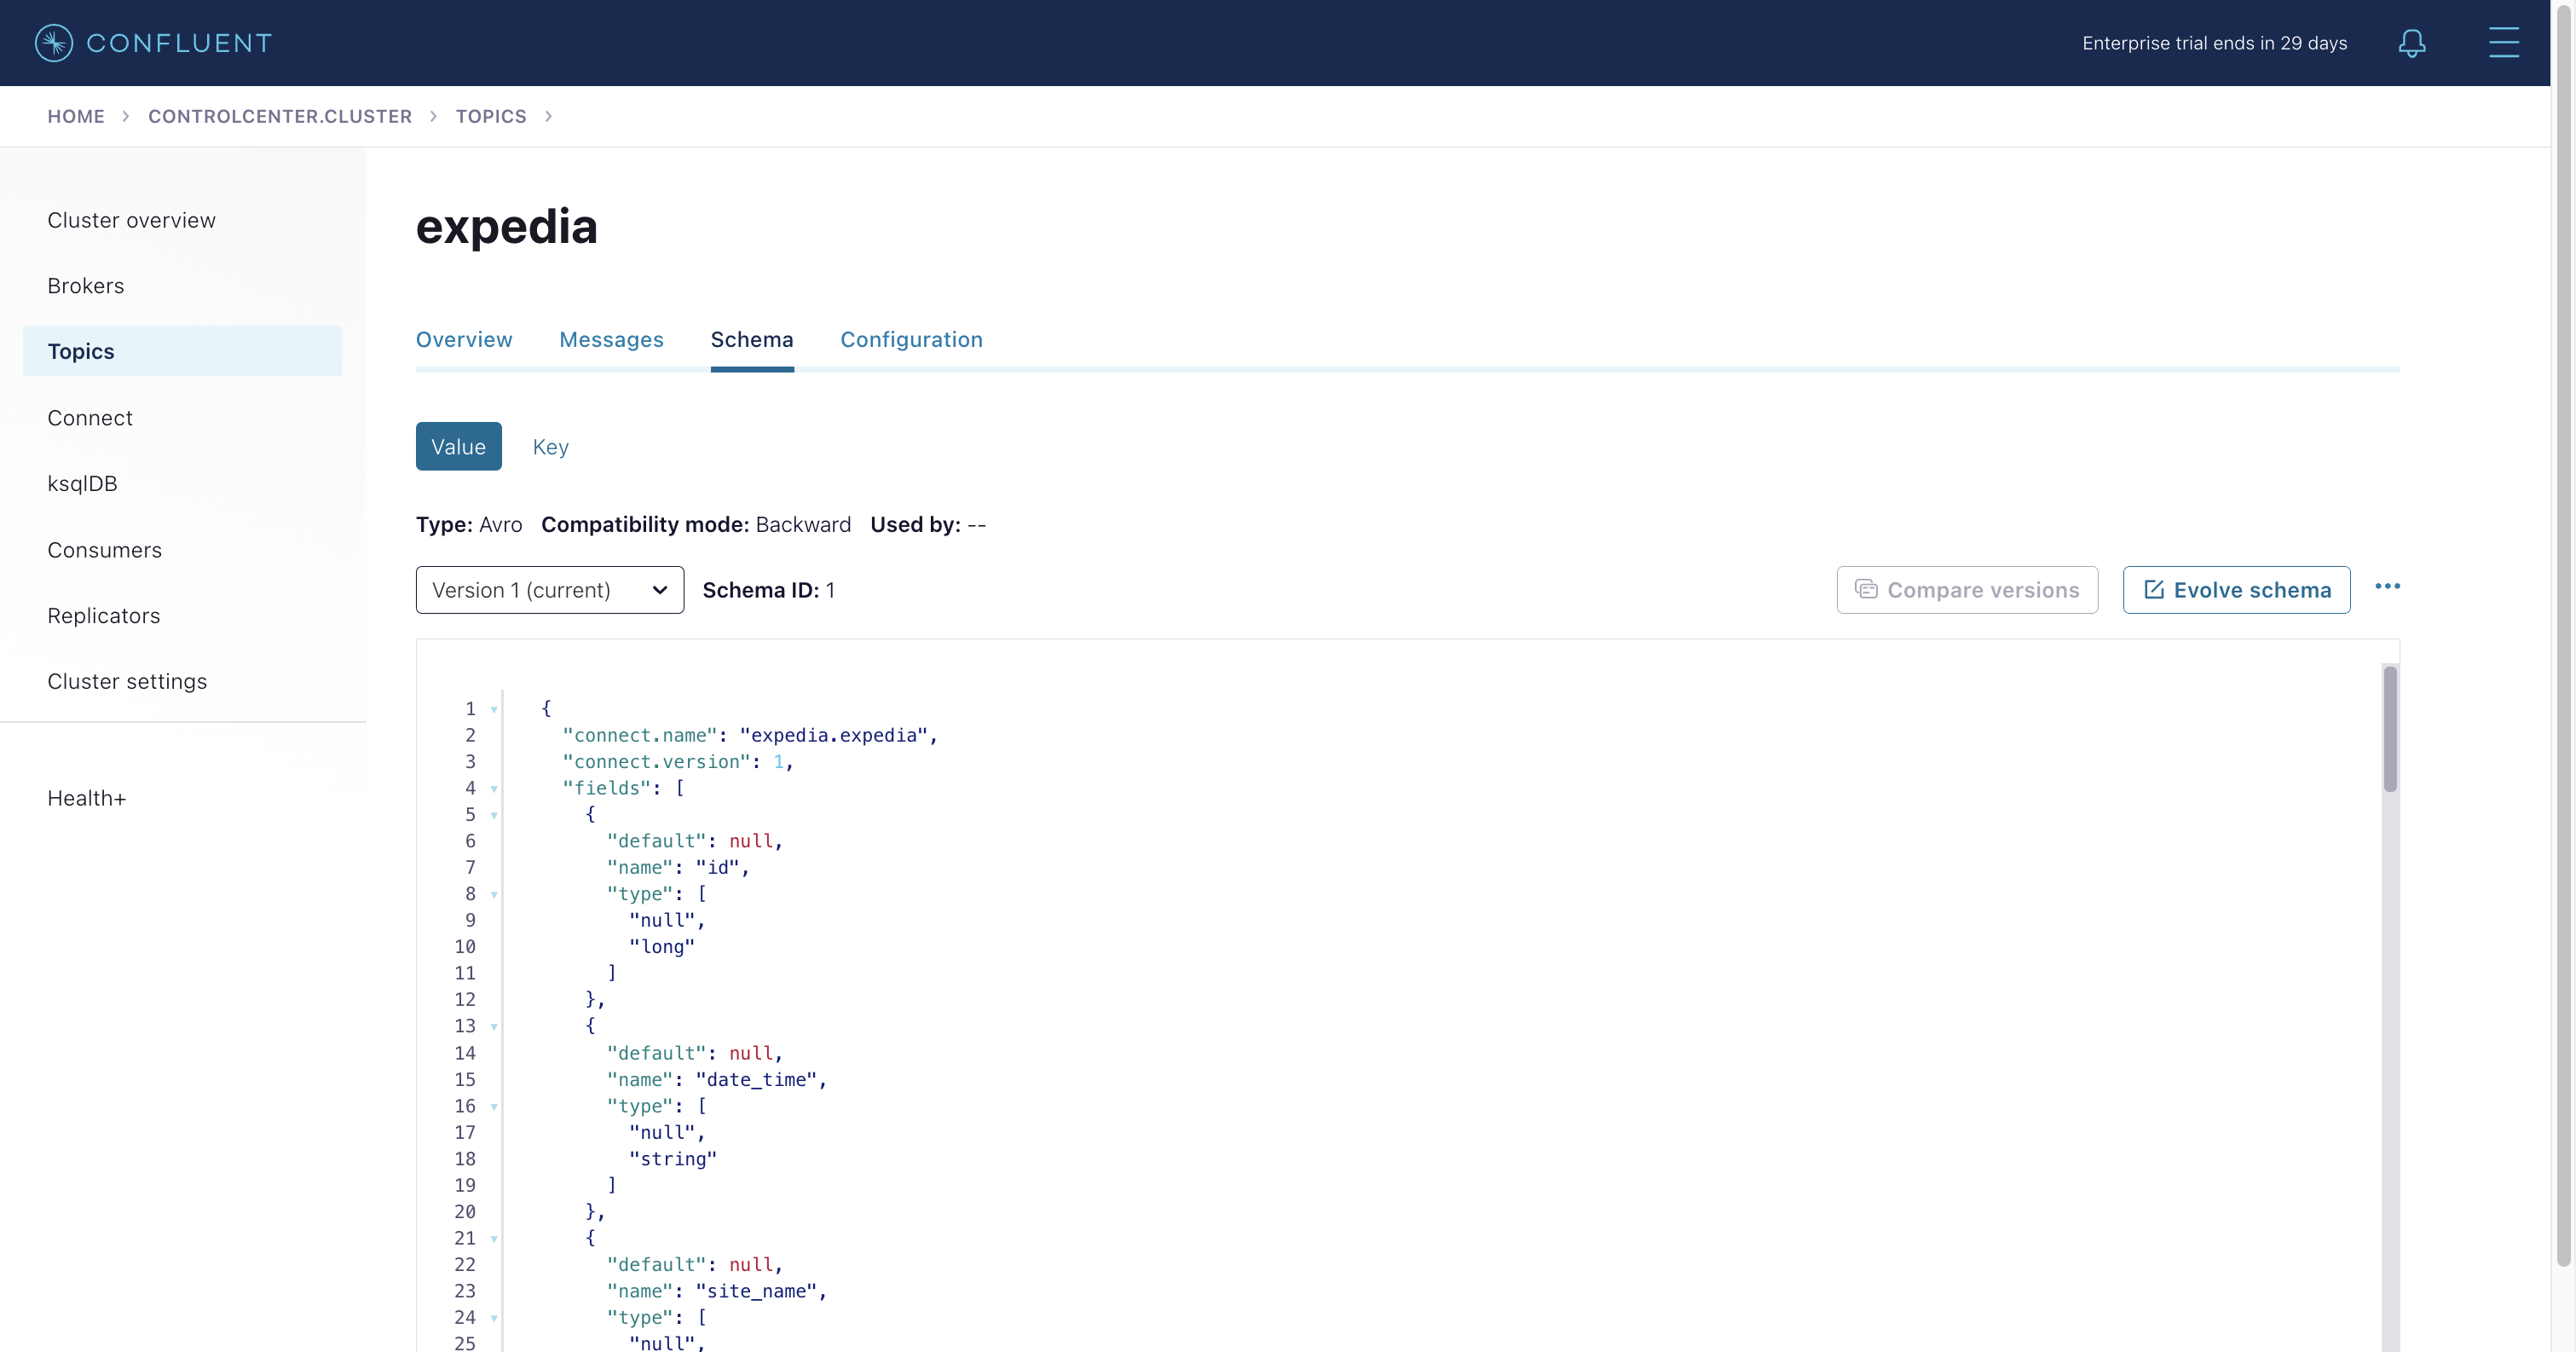 CONFLUENT
Enterprise trial ends in 29 days
HOME > CONTROLCENTER.CLUSTER > TOPICS >
Cluster overview
Brokers
Topics
Connect
ksqlDB
Consumers
Replicators
Cluster settings
Health+
expedia
Overview Messages Schema Configuration
Value Key
Type: Avro Compatibility mode: Backward Used by: --
Version 1 (current) Schema ID: 1 Compare versions Evolve schema ...
1 {
2 "connect.name": "expedia.expedia",
3 "connect.version": 1,
4 "fields": [
5 {
6 "default": null,
7 "name": "id",
8 "type": [
9 "null",
10 "long"
11 ]
12 },
13 {
14 "default": null,
15 "name": "date_time",
16 "type": [
17 "null",
18 "string"
19 ]
20 },
21 {
22 "default": null,
23 "name": "site_name",
24 "type": [
25 "null",